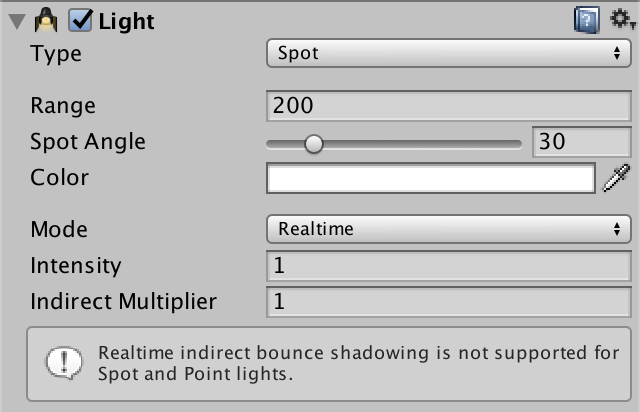 Light
Type Spot
Range 200
Spot Angle 30
Color
Mode Realtime
Intensity 1
Indirect Multiplier 1
Realtime indirect bounce shadowing is not supported for
Spot and Point lights.